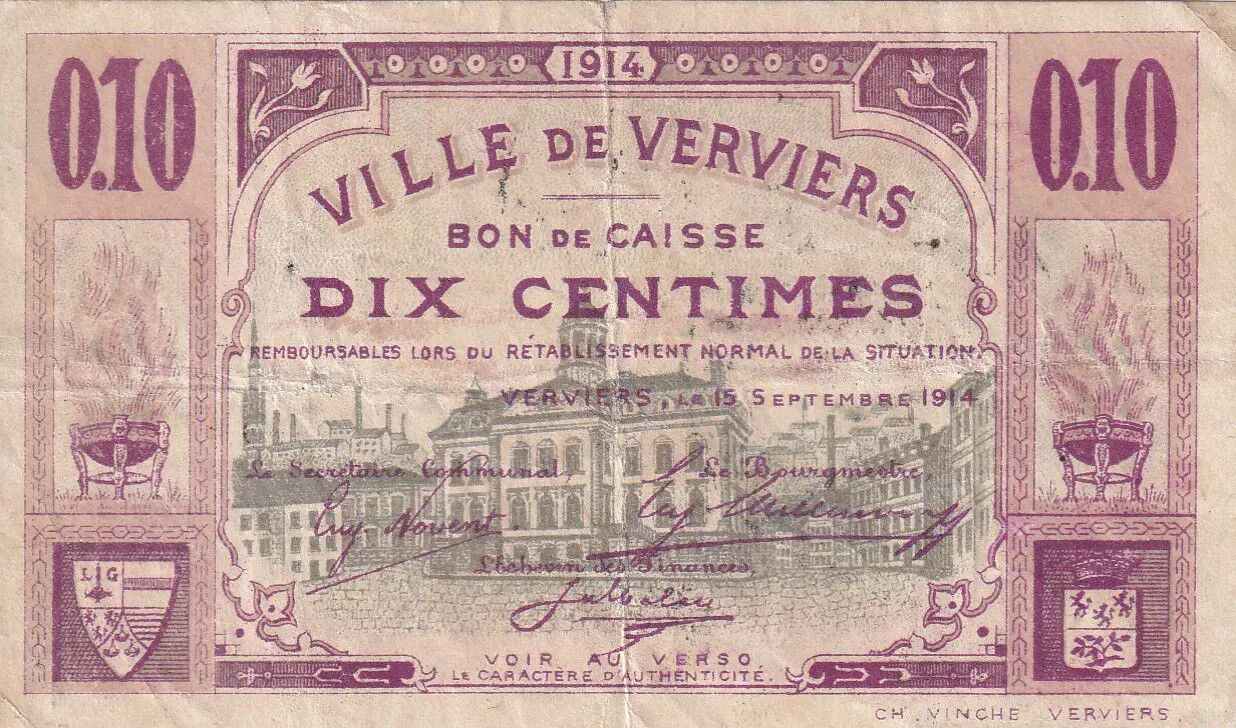 1914
0.10
0.10
VILLE DE VERVIERS
BON DE CAISSE
DIX CENTIMES
REMBOURSABLES LORS DU RÉTABLISSEMENT NORMAL DE LA SITUATION.
VERVIERS, LE 15 SEPTEMBRE 1914
Le Secrétaire Communal,
Le Bourgmestre,
L'Echevin des Finances,
L G
VOIR AU VERSO
LE CARACTÈRE D'AUTHENTICITÉ.
CH. VINCHE VERVIERS